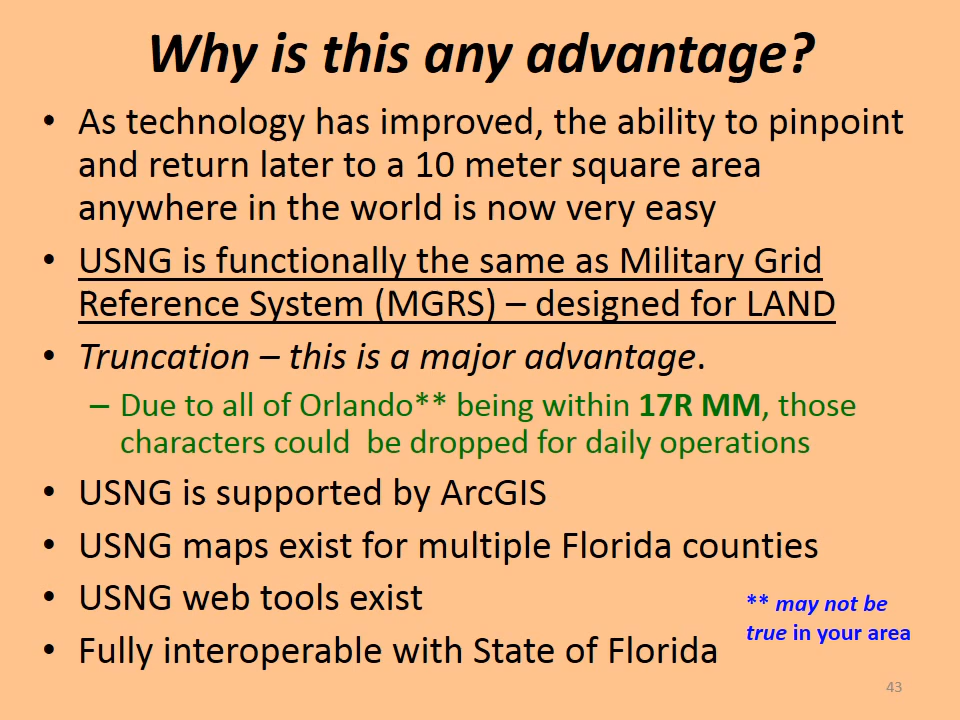 Why is this any advantage?
• As technology has improved, the ability to pinpoint
and return later to a 10 meter square area
anywhere in the world is now very easy
• USNG is functionally the same as Military Grid
Reference System (MGRS) – designed for LAND
• Truncation – this is a major advantage.
– Due to all of Orlando** being within 17R MM, those
characters could  be dropped for daily operations
• USNG is supported by ArcGIS
• USNG maps exist for multiple Florida counties
• USNG web tools exist
• Fully interoperable with State of Florida
** may not be
true in your area
43